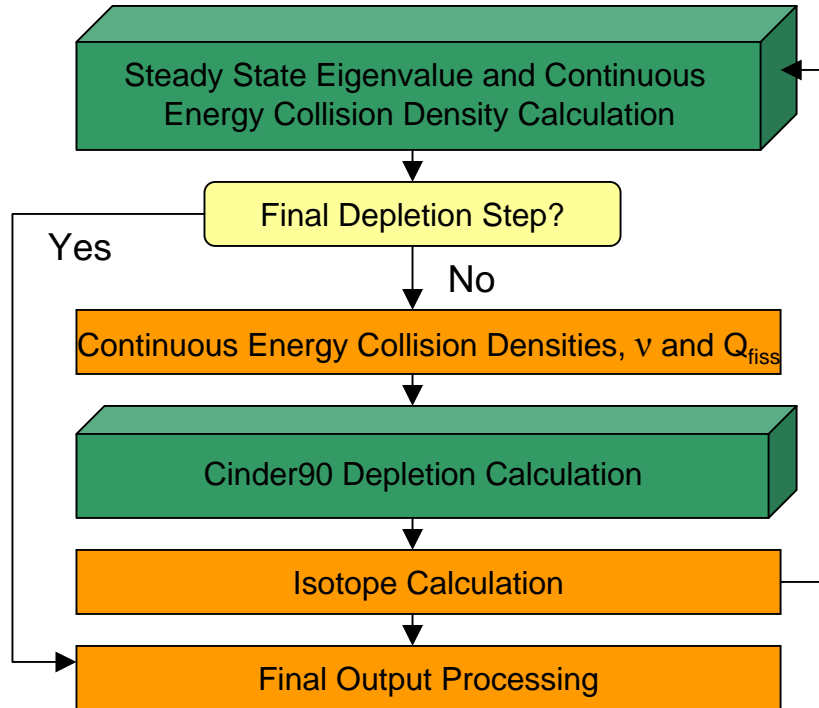 Steady State Eigenvalue and Continuous
Energy Collision Density Calculation
Final Depletion Step?
Yes
No
Continuous Energy Collision Densities, ν and Qfiss
Cinder90 Depletion Calculation
Isotope Calculation
Final Output Processing